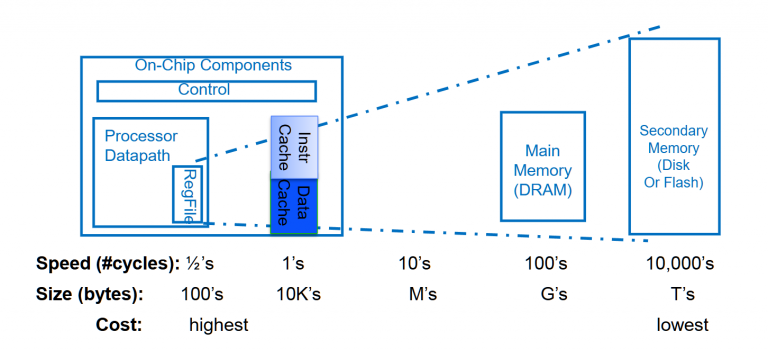 On-Chip Components
Control
Processor
Datapath
RegFile
Instr
Cache
Data
Cache
Main
Memory
(DRAM)
Secondary
Memory
(Disk
Or Flash)
Speed (#cycles): ½'s 1's 10's 100's 10,000's
Size (bytes): 100's 10K's M's G's T's
Cost: highest lowest